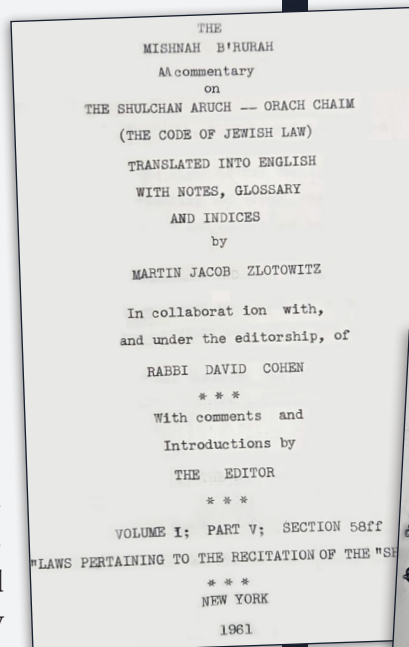 THE
MISHNAH B'RURAH
AA commentary
on
THE SHULCHAN ARUCH -- ORACH CHAIM
(THE CODE OF JEWISH LAW)
TRANSLATED INTO ENGLISH
WITH NOTES, GLOSSARY
AND INDICES
by
MARTIN JACOB ZLOTOWITZ
In collaborat ion with,
and under the editorship, of
RABBI DAVID COHEN
* * *
With comments and
Introductions by
THE EDITOR
* * *
VOLUME I; PART V; SECTION 58ff
"LAWS PERTAINING TO THE RECITATION OF THE
* * *
NEW YORK
1961